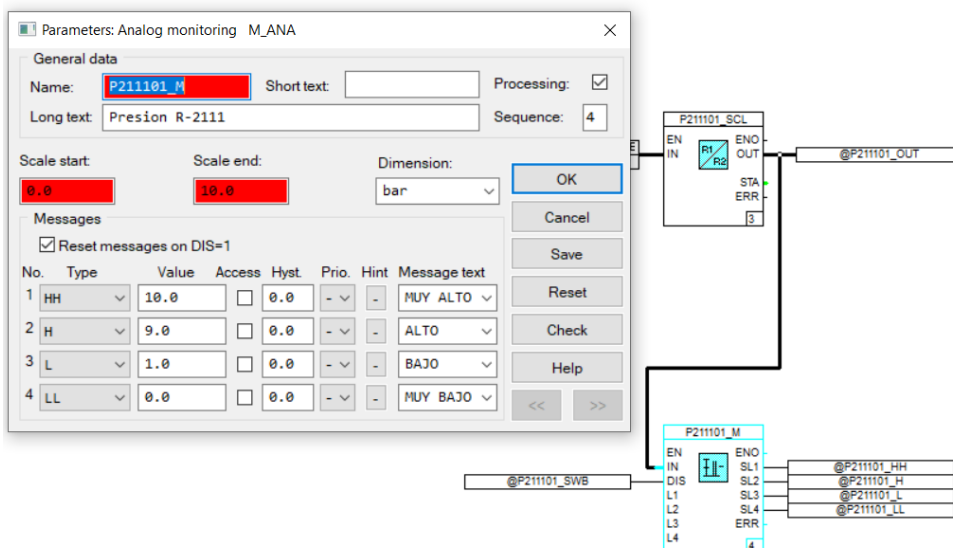 Parameters: Analog monitoring M_ANA
General data
Name: P211101_M Short text: Processing:
Long text: Presion R-2111 Sequence: 4
Scale start: Scale end: Dimension:
0.0 10.0 bar
OK
Messages
Cancel
Reset messages on DIS=1
Save
No. Type Value Access Hyst. Prio. Hint Message text
1 HH 10.0 0.0 - - MUY ALTO
Reset
2 H 9.0 0.0 - - ALTO
Check
3 L 1.0 0.0 - - BAJO
Help
4 LL 0.0 0.0 - - MUY BAJO
<< >>
P211101_SCL
EN ENO
E IN R1/R2 OUT @P211101_OUT
STA
ERR
3
P211101_M
EN ENO
IN SL1 @P211101_HH
@P211101_SWB DIS SL2 @P211101_H
L1 SL3 @P211101_L
L2 SL4 @P211101_LL
L3 ERR
L4
4